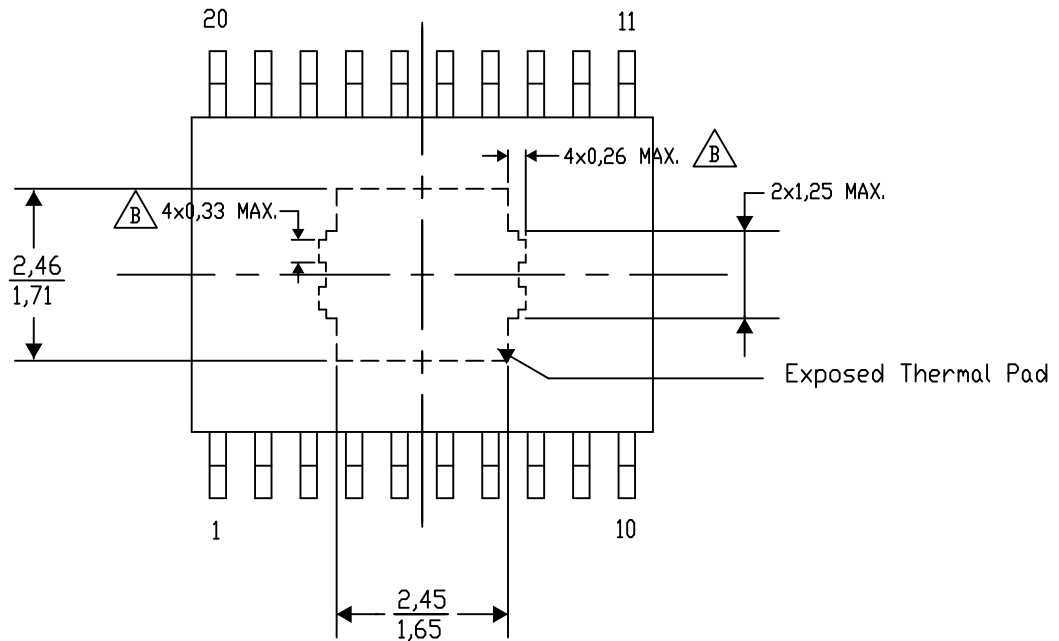 20
11
4x0,26 MAX.
B
2x1,25 MAX.
B
4x0,33 MAX.
2,46
1,71
Exposed Thermal Pad
1
10
2,45
1,65